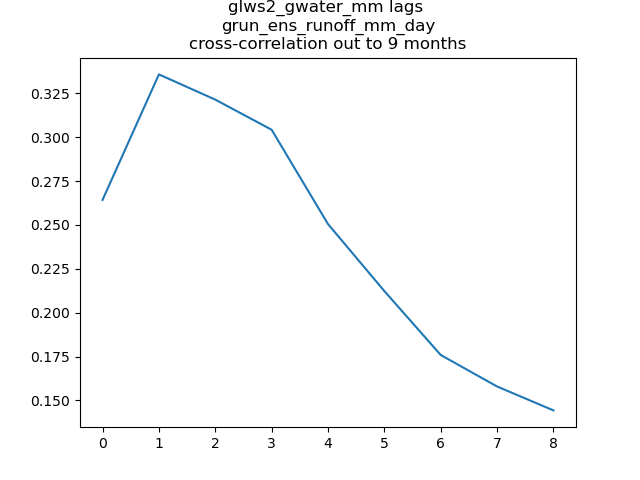 glws2_gwater_mm lags
grun_ens_runoff_mm_day
cross-correlation out to 9 months
0.325
0.300
0.275
0.250
0.225
0.200
0.175
0.150
0 1 2 3 4 5 6 7 8